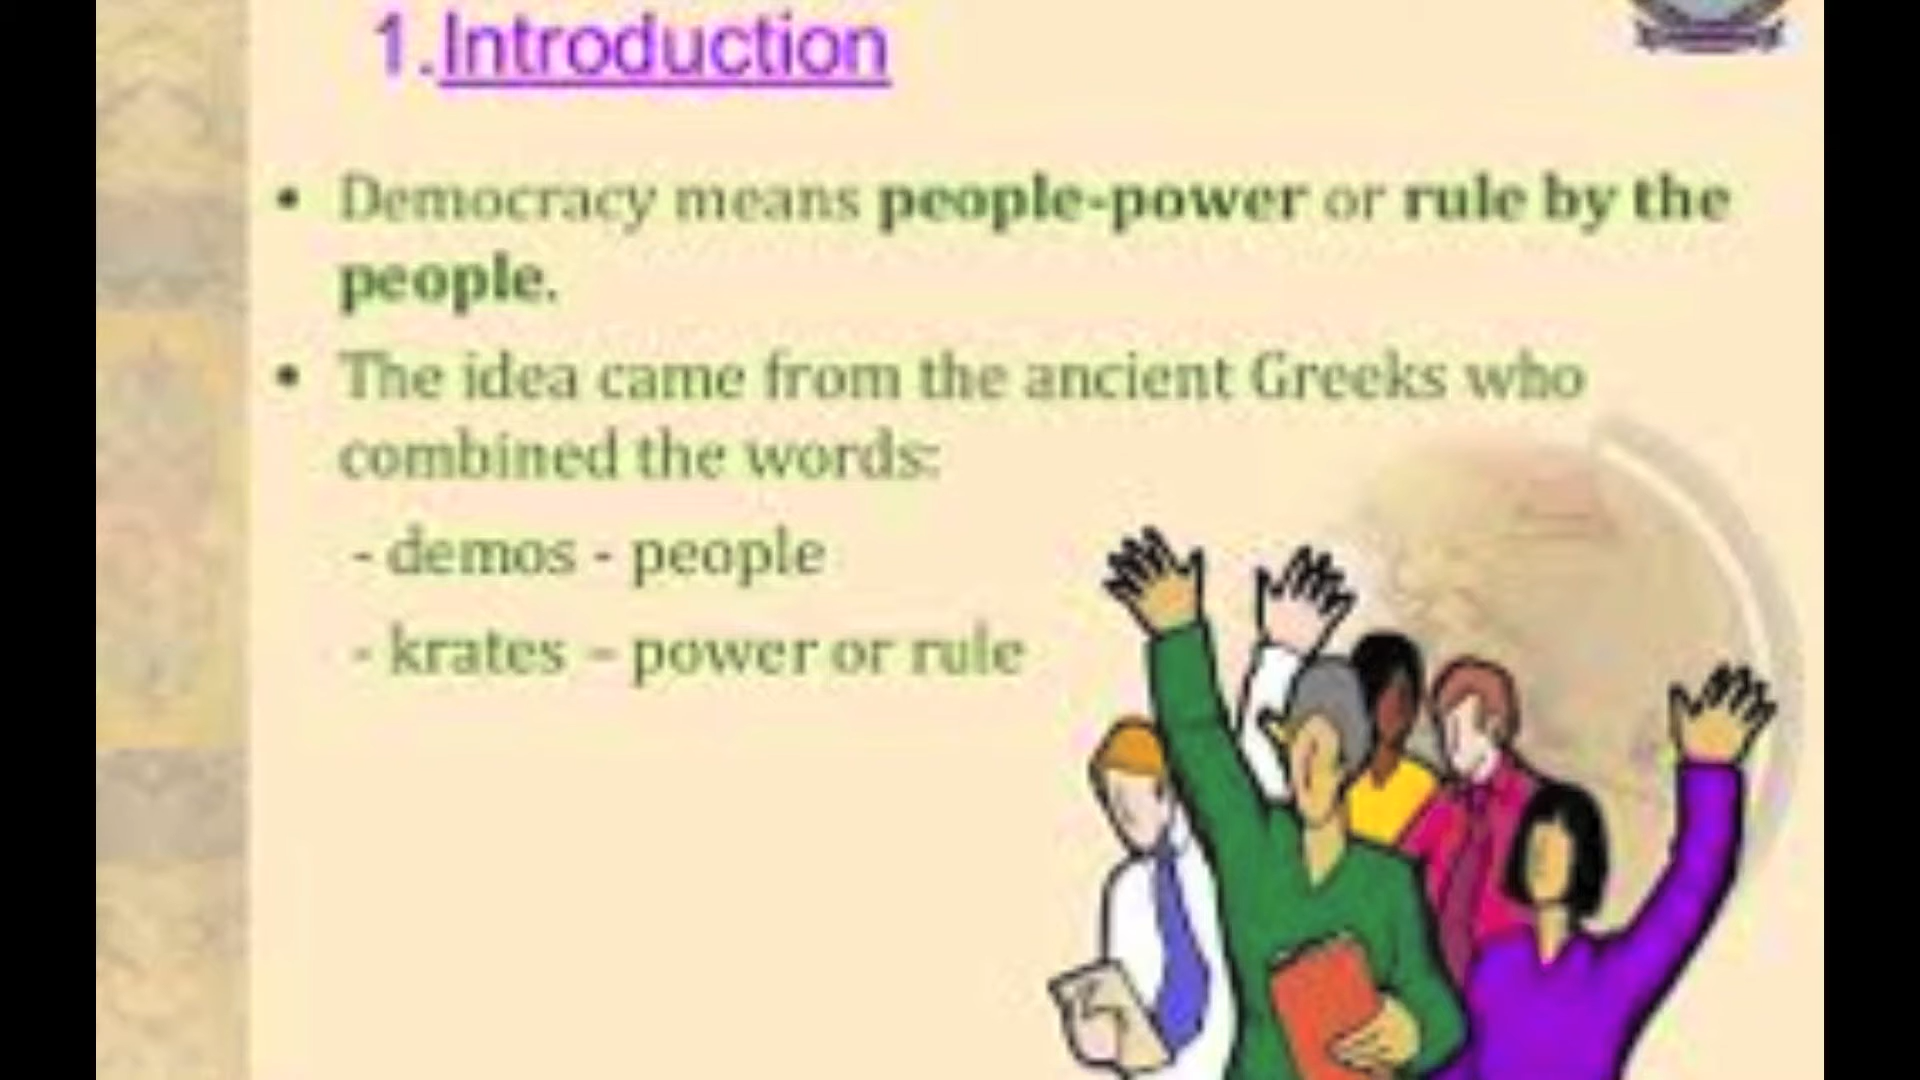 1.Introduction
• Democracy means people-power or rule by the
people.
• The idea came from the ancient Greeks who
combined the words:
- demos - people
- krates – power or rule